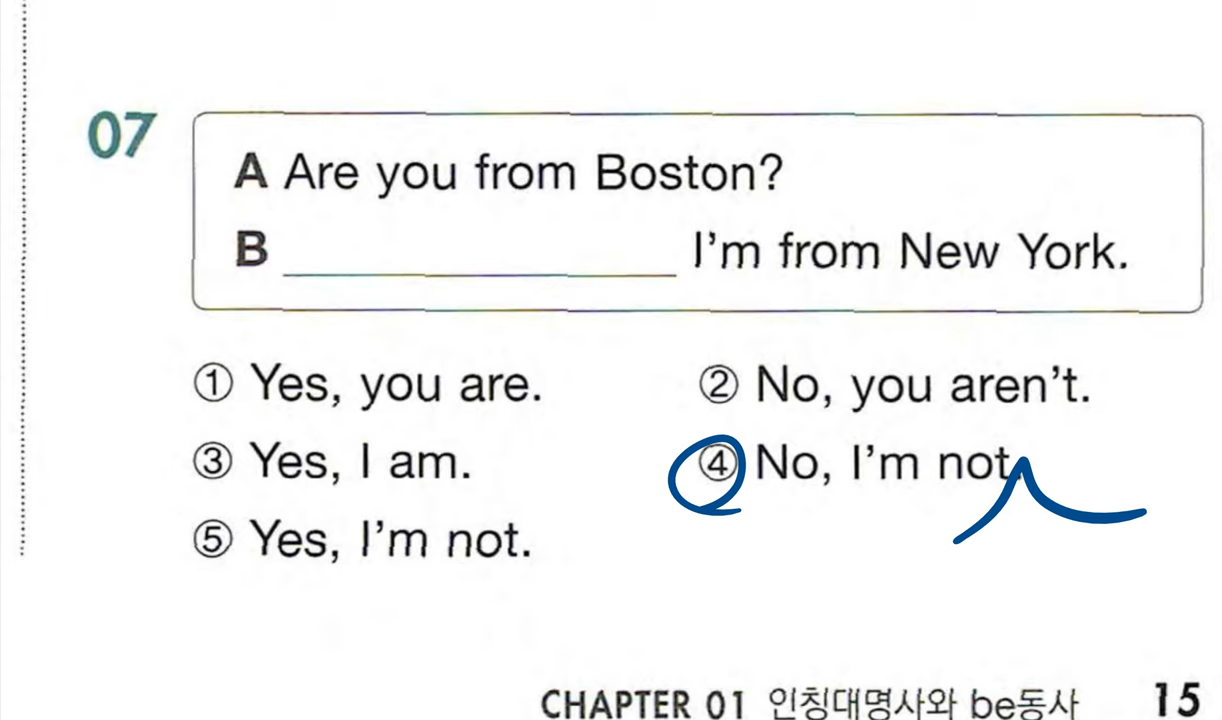 07
A Are you from Boston?
B ____________ I'm from New York.
① Yes, you are.
② No, you aren't.
③ Yes, I am.
④ No, I'm not.
⑤ Yes, I'm not.
CHAPTER 01 인칭대명사와 be동사 15